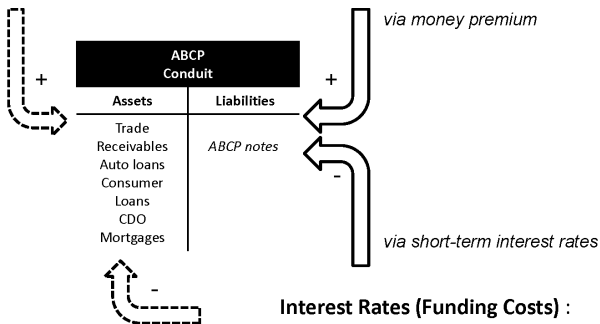 via money premium
ABCP
Conduit
+
+
Assets
Liabilities
Trade
Receivables
Auto loans
Consumer
Loans
CDO
Mortgages
ABCP notes
-
via short-term interest rates
-
Interest Rates (Funding Costs) :